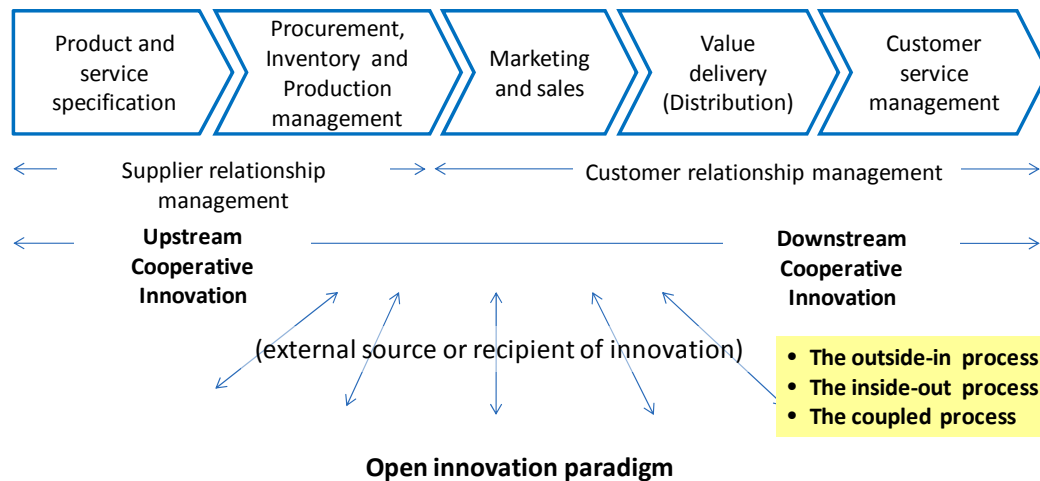 Product and
service
specification
Procurement,
Inventory and
Production
management
Marketing
and sales
Value
delivery
(Distribution)
Customer
service
management
Supplier relationship
management
Customer relationship management
Upstream
Cooperative
Innovation
Downstream
Cooperative
Innovation
(external source or recipient of innovation)
• The outside-in process
• The inside-out process
• The coupled process
Open innovation paradigm